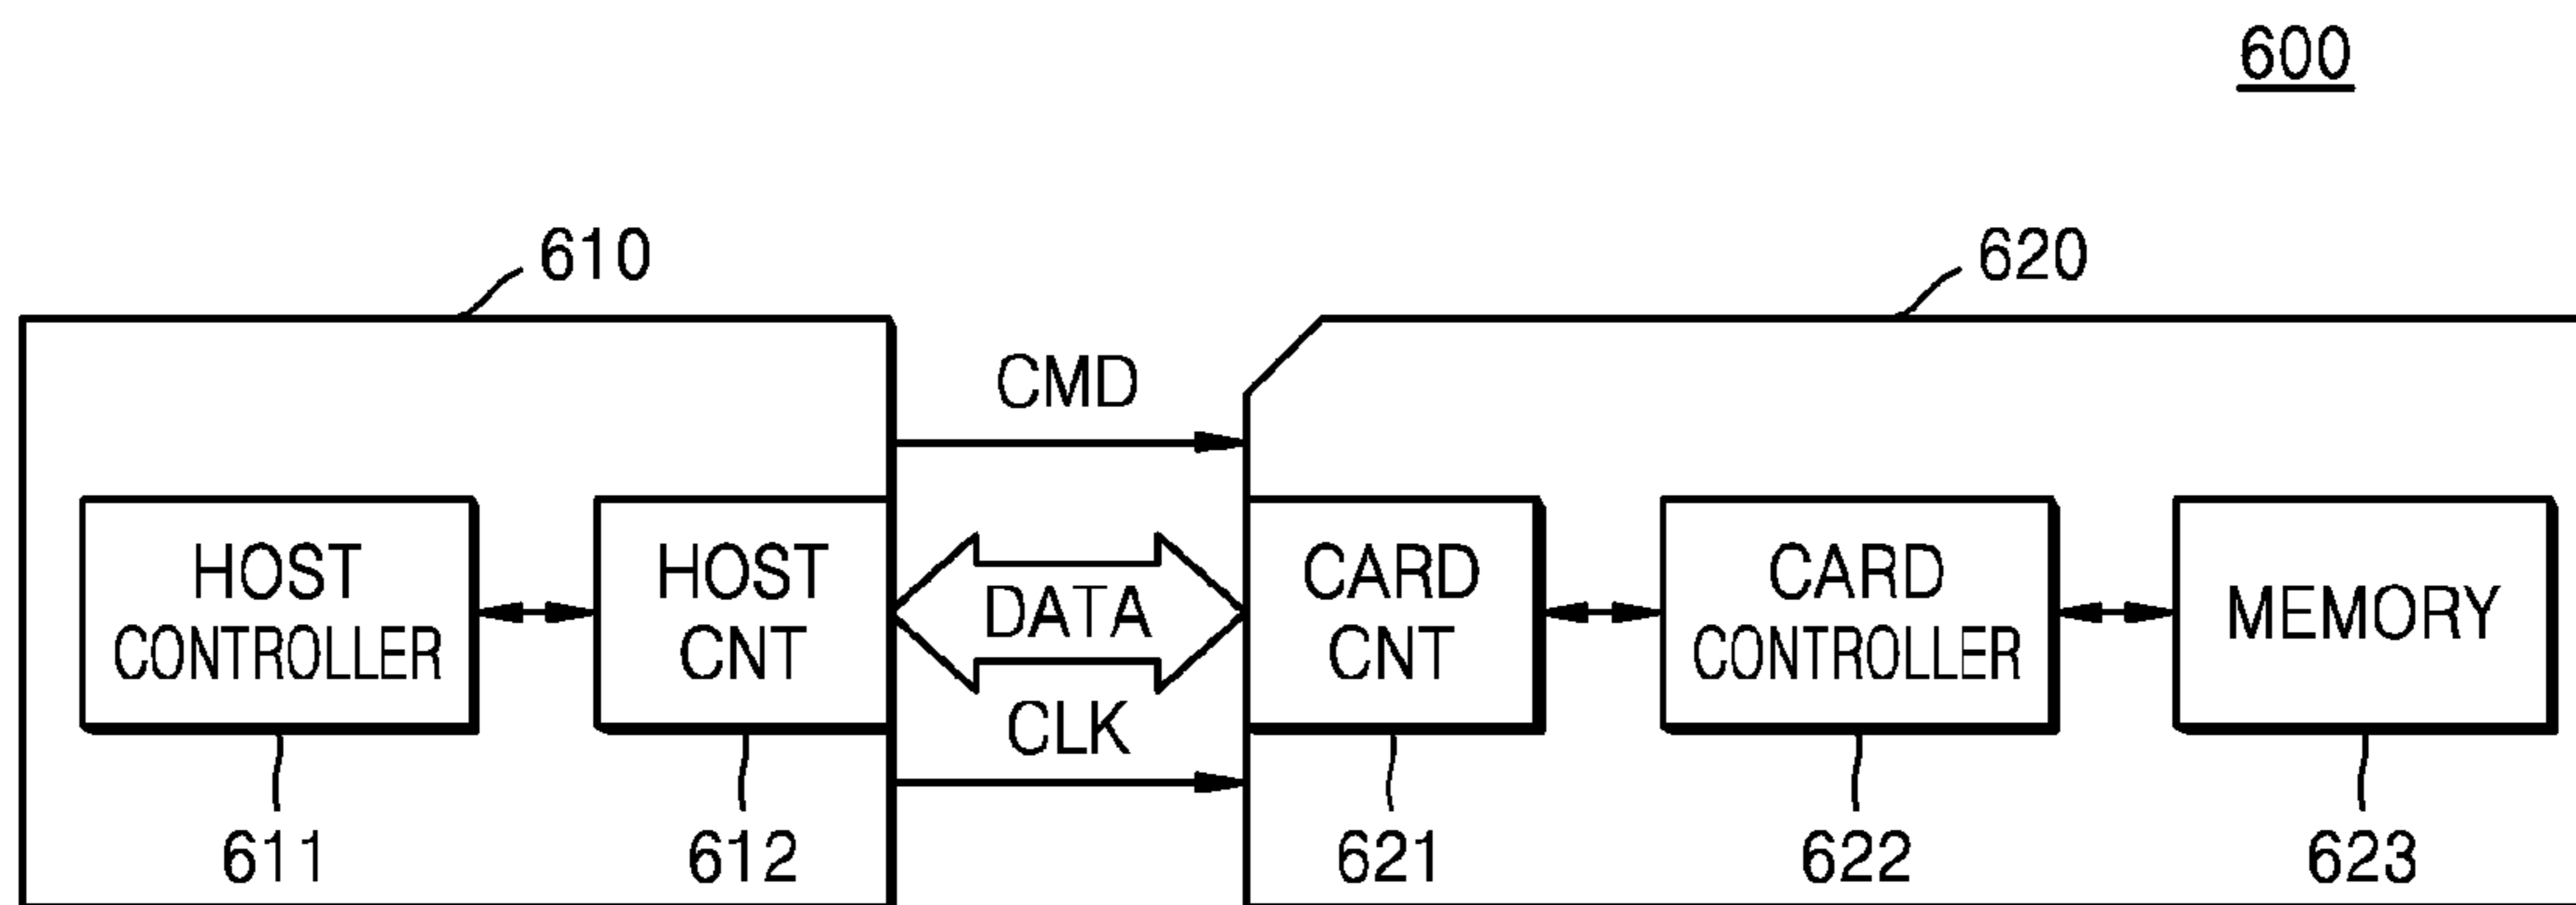 600
610
620
CMD
HOST
CONTROLLER
HOST
CNT
DATA
CARD
CNT
CARD
CONTROLLER
MEMORY
CLK
611
612
621
622
623